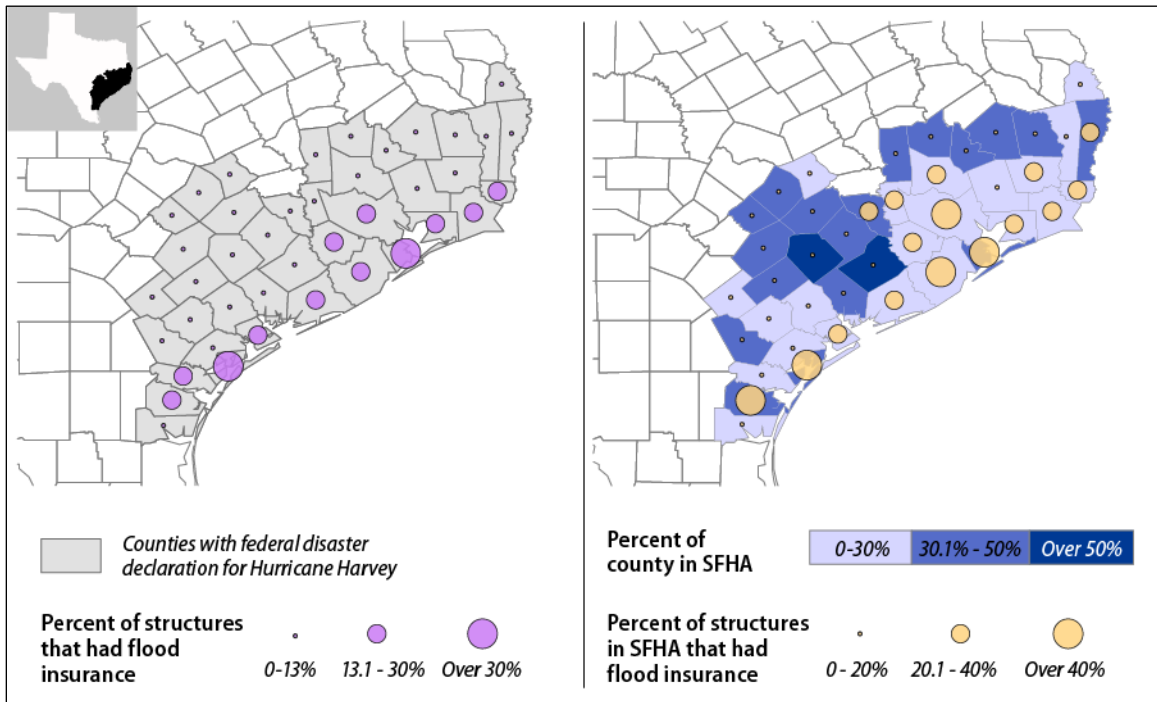 Counties with federal disaster
declaration for Hurricane Harvey
Percent of structures
that had flood
insurance
0-13%
13.1 - 30%
Over 30%
Percent of
county in SFHA
0-30%
30.1% - 50%
Over 50%
Percent of structures
in SFHA that had
flood insurance
0 - 20%
20.1 - 40%
Over 40%